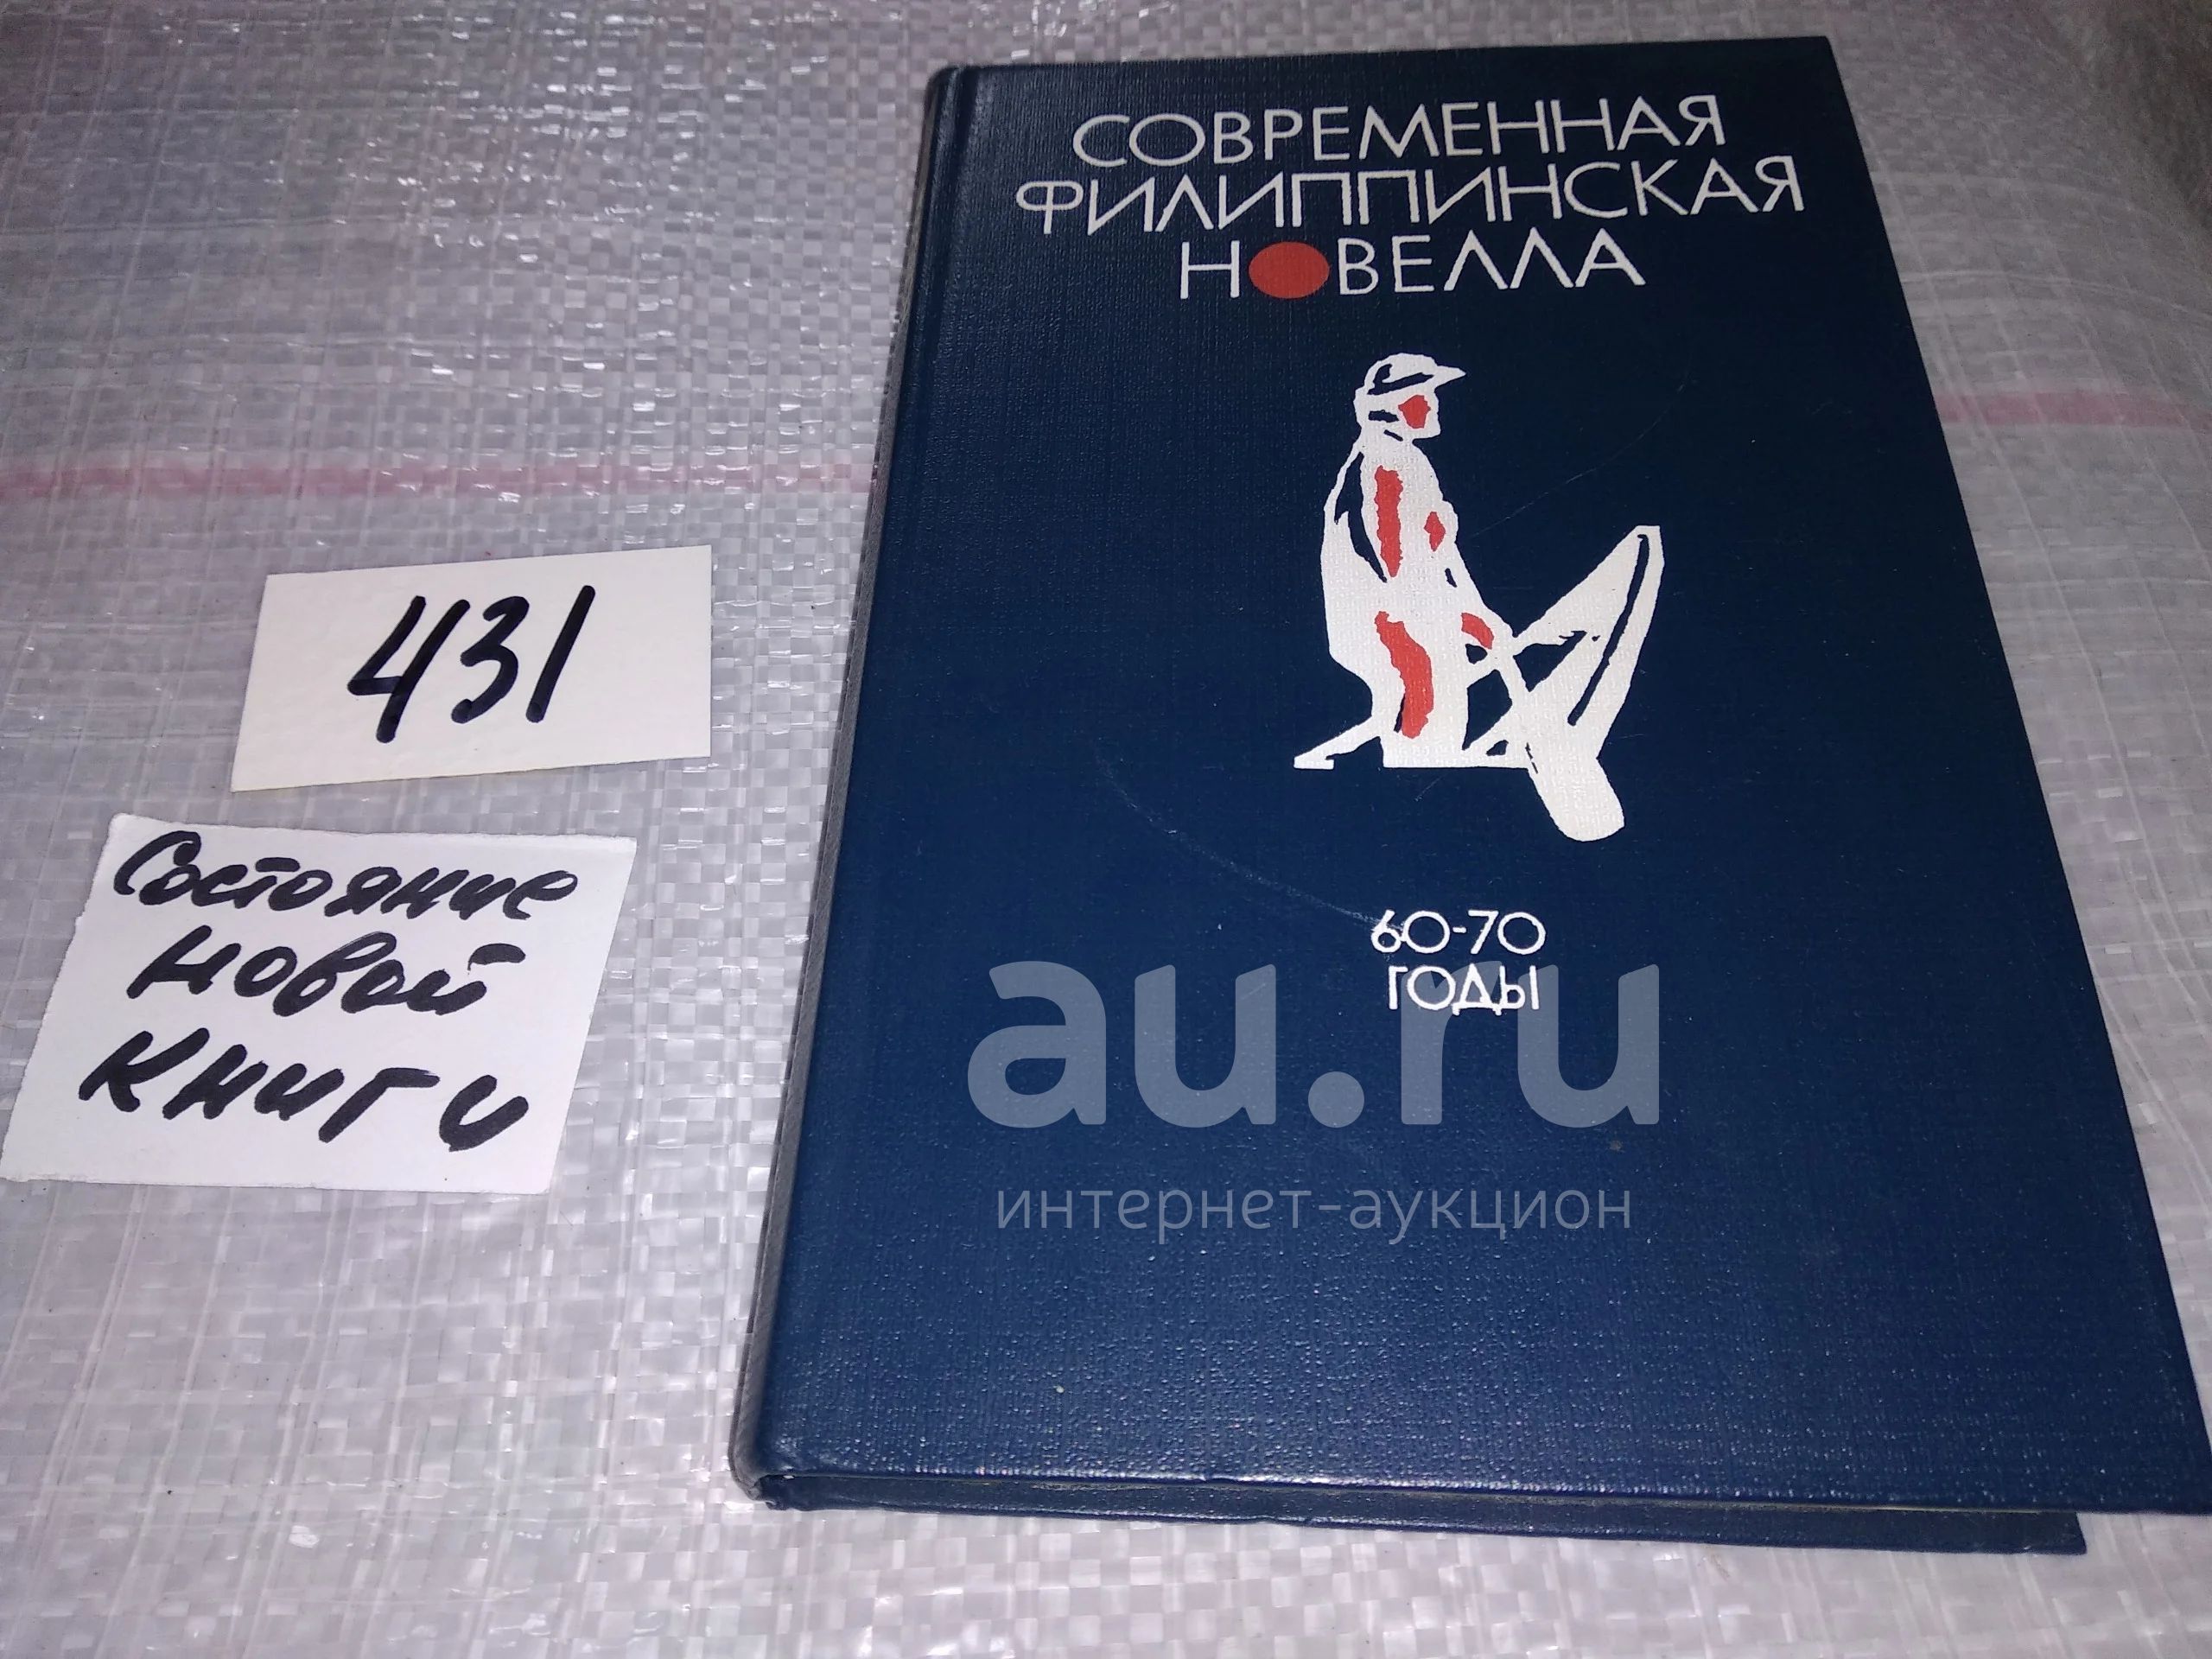 СОВРЕМЕННАЯ
ФИЛИППИНСКАЯ
НОВЕЛЛА
60-70
ГОДЫ
431
Состояние
новой
книги
au.ru
интернет-аукцион